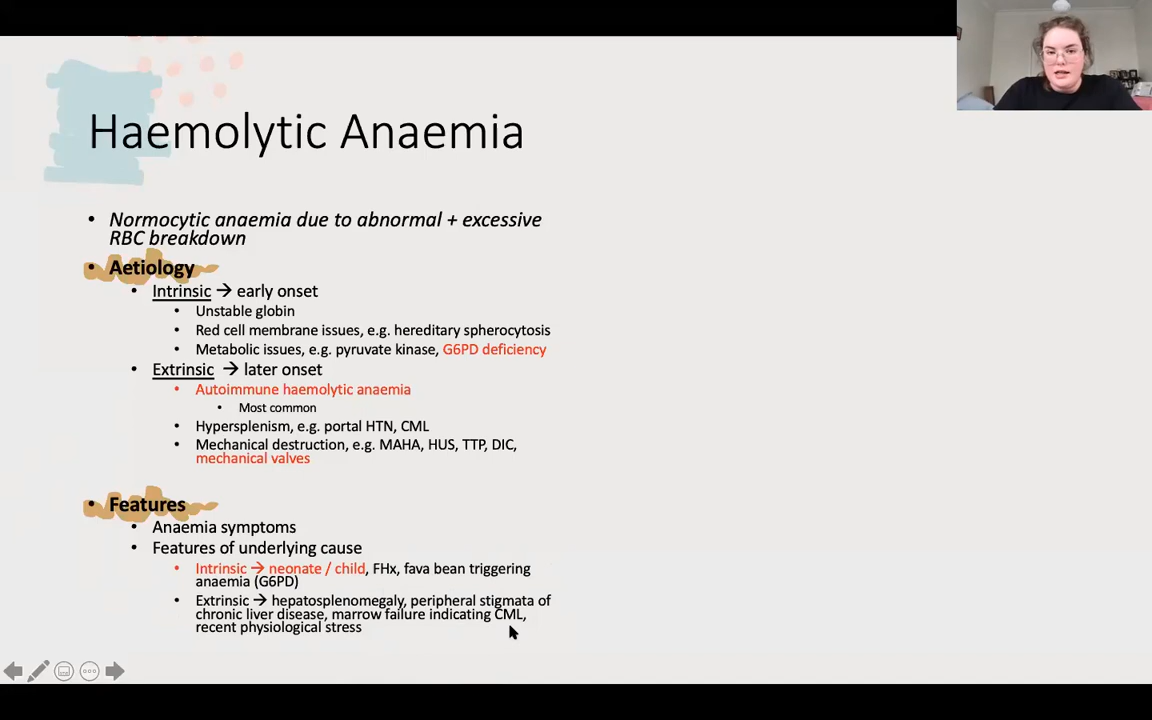 Haemolytic Anaemia
• Normocytic anaemia due to abnormal + excessive
RBC breakdown
• Aetiology
• Intrinsic → early onset
• Unstable globin
• Red cell membrane issues, e.g. hereditary spherocytosis
• Metabolic issues, e.g. pyruvate kinase, G6PD deficiency
• Extrinsic → later onset
• Autoimmune haemolytic anaemia
• Most common
• Hypersplenism, e.g. portal HTN, CML
• Mechanical destruction, e.g. MAHA, HUS, TTP, DIC,
mechanical valves
• Features
• Anaemia symptoms
• Features of underlying cause
• Intrinsic → neonate / child, FHx, fava bean triggering
anaemia (G6PD)
• Extrinsic → hepatosplenomegaly, peripheral stigmata of
chronic liver disease, marrow failure indicating CML,
recent physiological stress